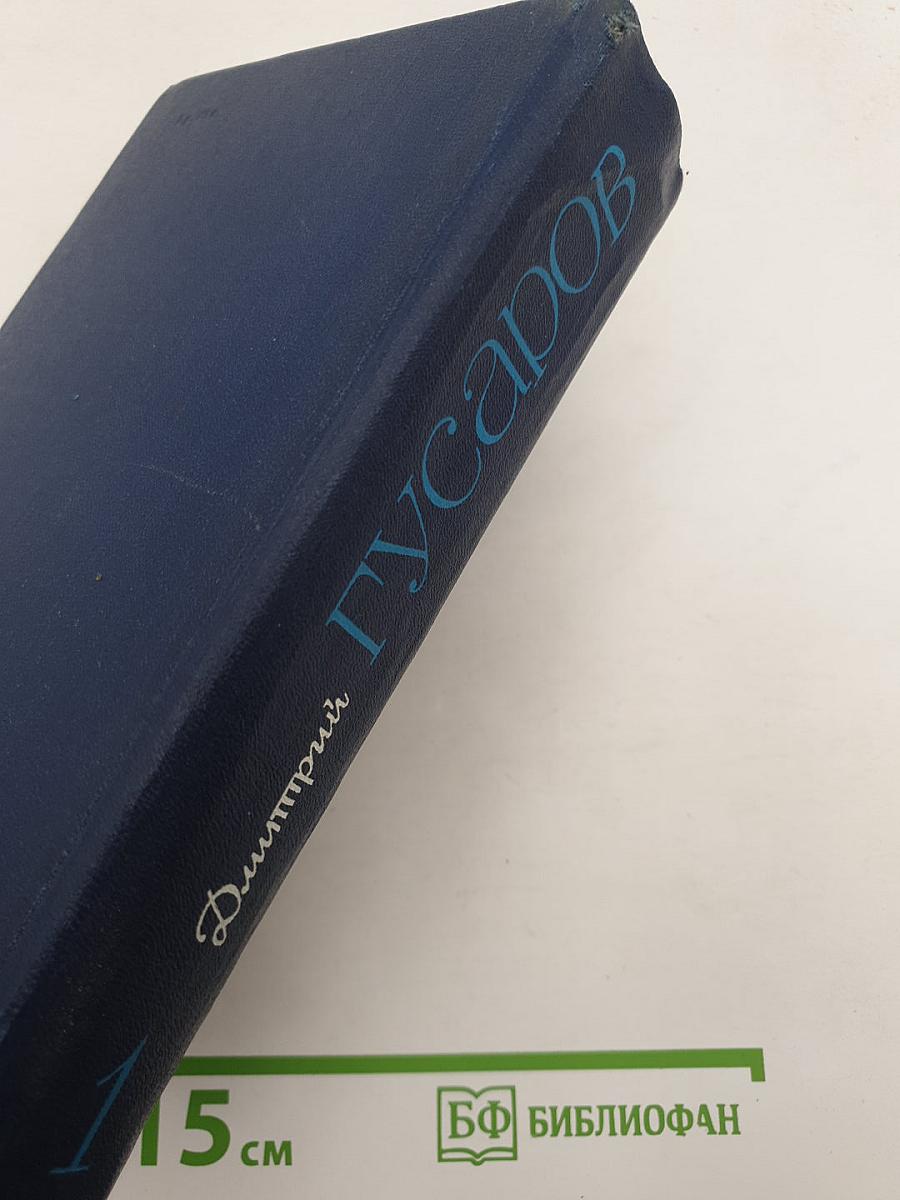 Дмитрий
ГУСАРОВ
1
15 см
БФ БИБЛИОФАН